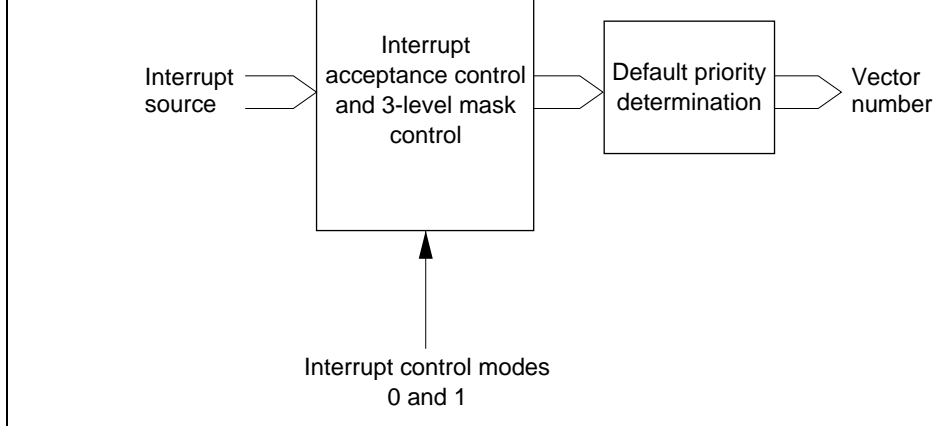 Interrupt
source
Interrupt
acceptance control
and 3-level mask
control
Default priority
determination
Vector
number
Interrupt control modes
0 and 1